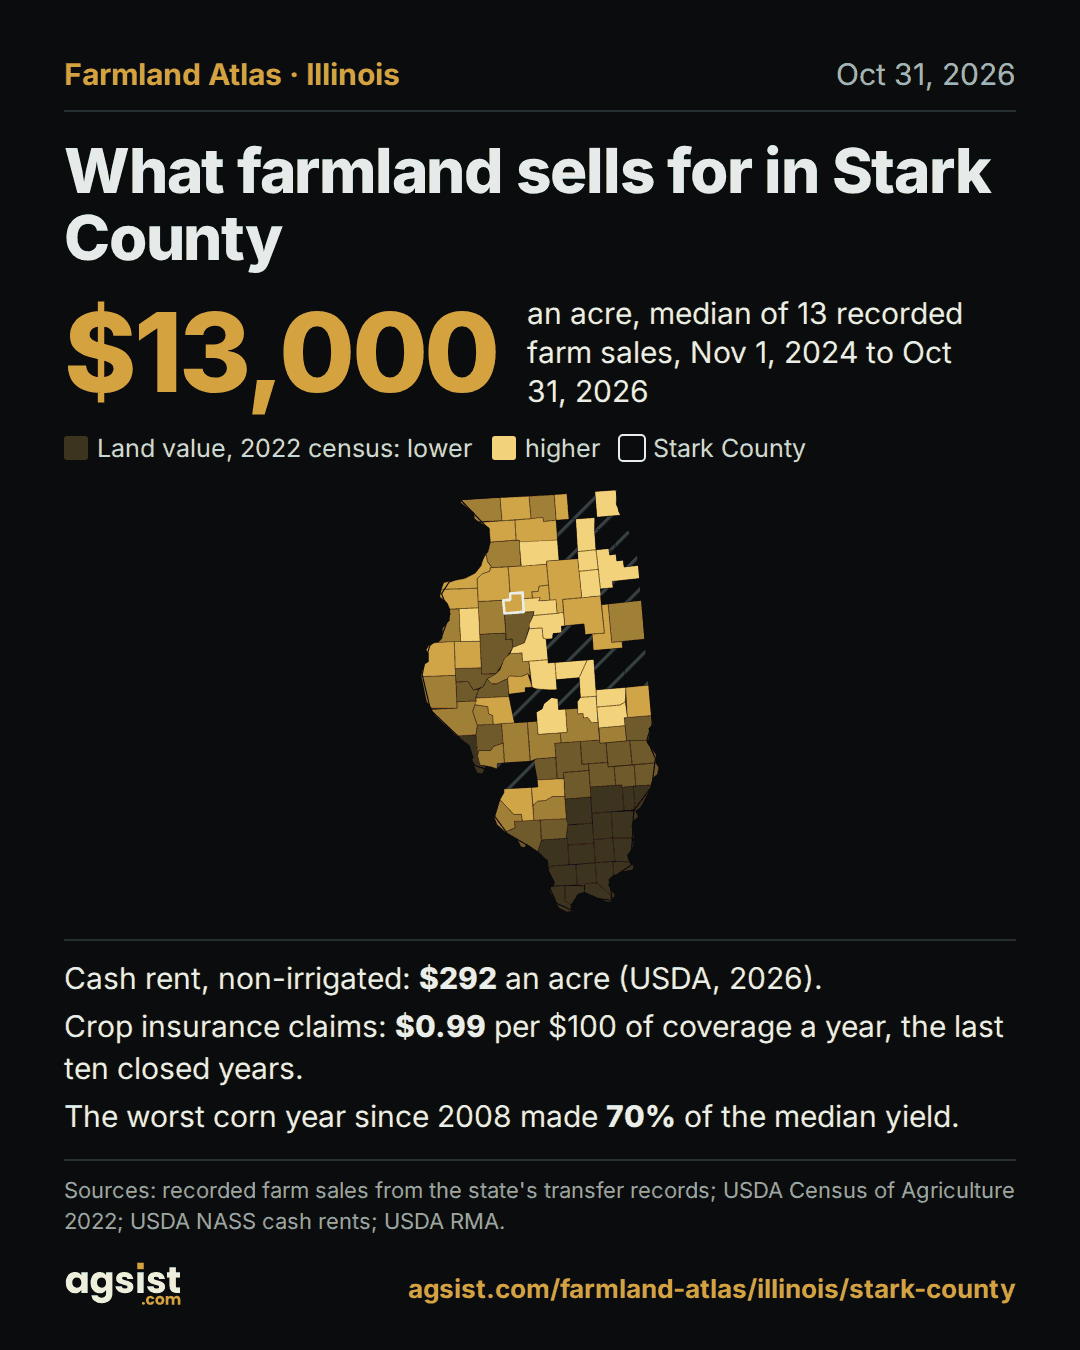 Farmland Atlas · Illinois
Oct 31, 2026
What farmland sells for in Stark
County
$13,000
an acre, median of 13 recorded
farm sales, Nov 1, 2024 to Oct
31, 2026
Land value, 2022 census: lower
higher
Stark County
Cash rent, non-irrigated: $292 an acre (USDA, 2026).
Crop insurance claims: $0.99 per $100 of coverage a year, the last
ten closed years.
The worst corn year since 2008 made 70% of the median yield.
Sources: recorded farm sales from the state's transfer records; USDA Census of Agriculture
2022; USDA NASS cash rents; USDA RMA.
agsist
.com
agsist.com/farmland-atlas/illinois/stark-county